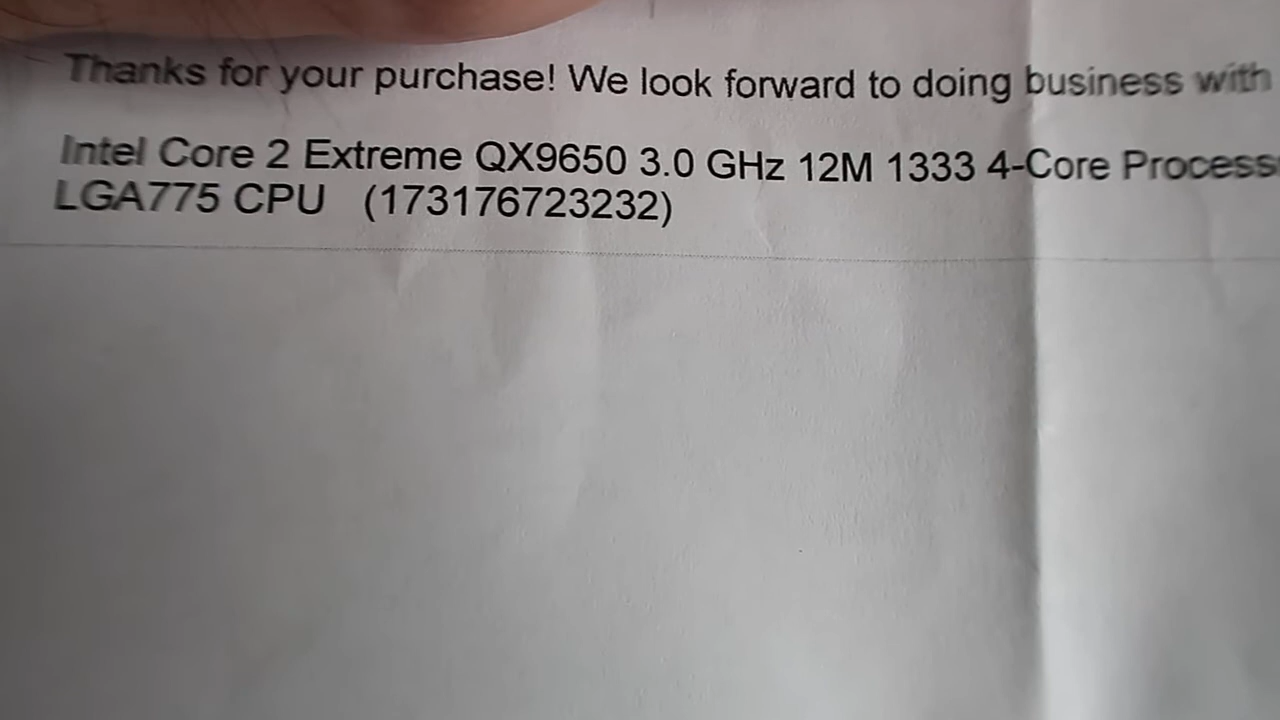 Thanks for your purchase! We look forward to doing business with
Intel Core 2 Extreme QX9650 3.0 GHz 12M 1333 4-Core Process
LGA775 CPU (173176723232)